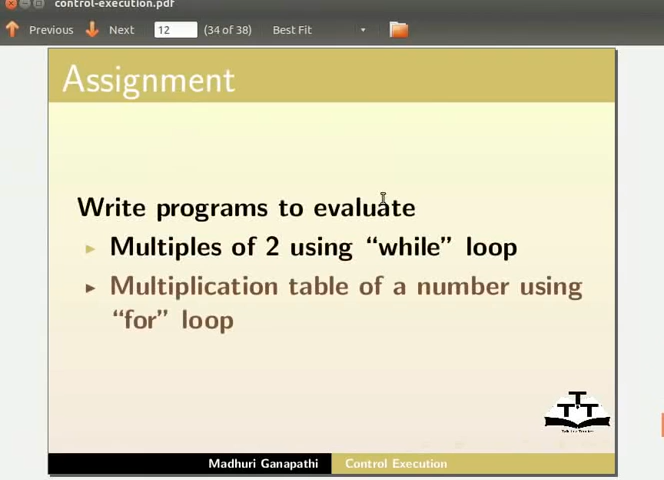 control-execution.pdf
Previous Next 12 (34 of 38) Best Fit
Assignment
Write programs to evaluate
Multiples of 2 using “while” loop
Multiplication table of a number using
“for” loop
Madhuri Ganapathi Control Execution